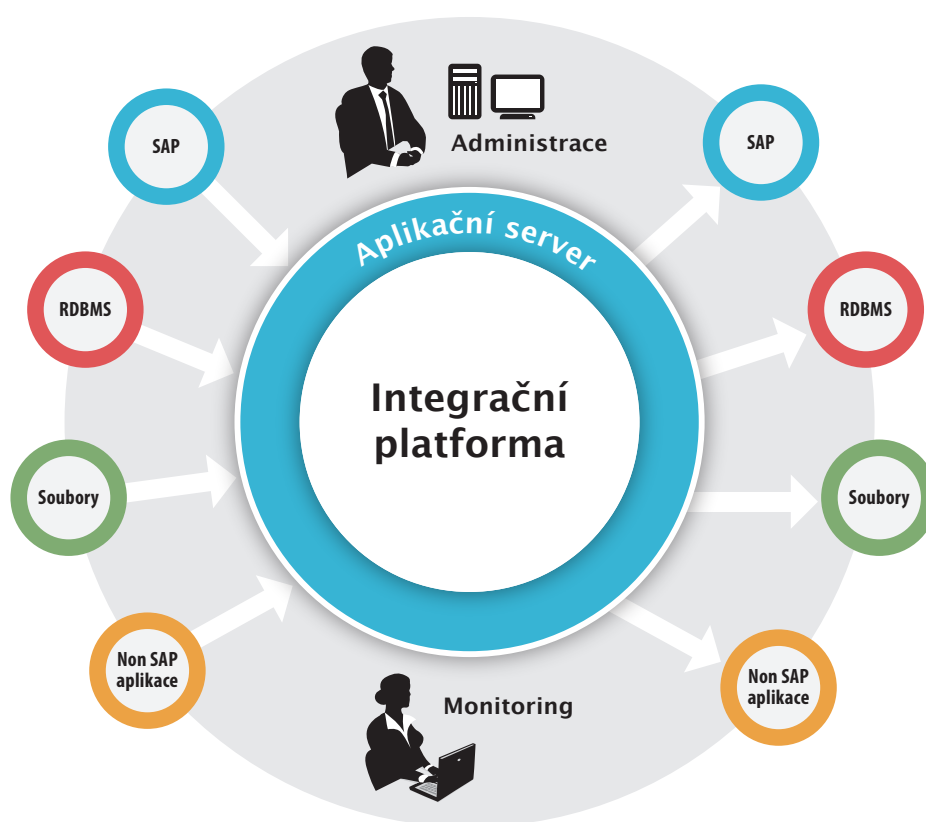 Administrace
SAP
SAP
Aplikační server
RDBMS
RDBMS
Integrační
platforma
Soubory
Soubory
Non SAP
aplikace
Non SAP
aplikace
Monitoring